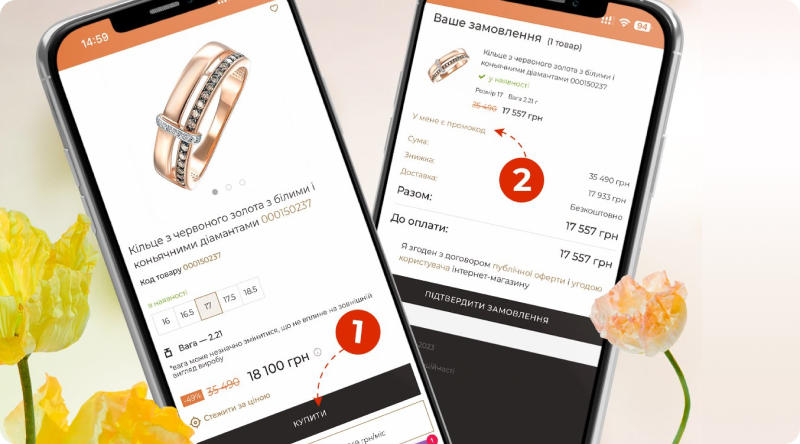 14:59
Кільце з червоного золота з білими і
коньячними діамантами 000150237
Код товару 000150237
в наявності
16 16.5 17 17.5 18.5
Вага — 2.21
*вага може незначно змінитися, що не вплине на зовнішній
вигляд виробу
-49% 35 490 18 100 грн
Стежити за ціною
КУПИТИ
грн/міс
1
1
94
Ваше замовлення (1 товар)
Кільце з червоного золота з білими і
коньячними діамантами 000150237
у наявності
Розмір 17 Вага 2.21 г
35 490 17 557 грн
У мене є промокод
2
Сума: 35 490 грн
Знижка: 17 933 грн
Доставка: Безкоштовно
Разом: 17 557 грн
До оплати: 17 557 грн
Я згоден з договором публічної оферти і угодою
користувача інтернет-магазину
ПІДТВЕРДИТИ ЗАМОВЛЕННЯ
2023